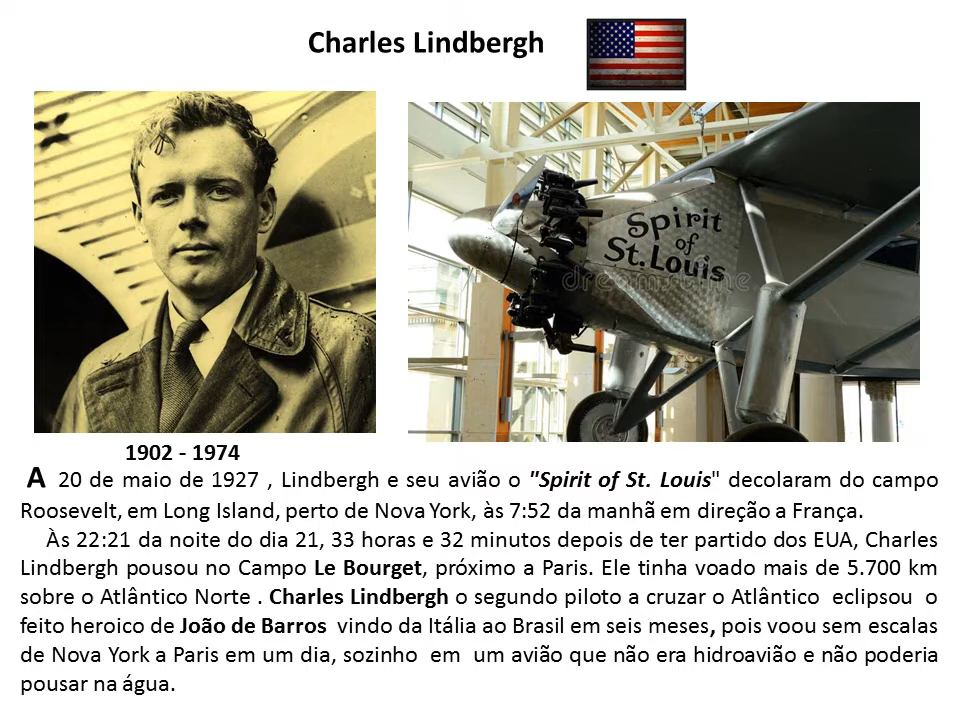 Charles Lindbergh
Spirit
of
St. Louis
dreamstime
1902 - 1974
A 20 de maio de 1927 , Lindbergh e seu avião o "Spirit of St. Louis" decolaram do campo
Roosevelt, em Long Island, perto de Nova York, às 7:52 da manhã em direção a França.
Às 22:21 da noite do dia 21, 33 horas e 32 minutos depois de ter partido dos EUA, Charles
Lindbergh pousou no Campo Le Bourget, próximo a Paris. Ele tinha voado mais de 5.700 km
sobre o Atlântico Norte . Charles Lindbergh o segundo piloto a cruzar o Atlântico eclipsou o
feito heroico de João de Barros vindo da Itália ao Brasil em seis meses, pois voou sem escalas
de Nova York a Paris em um dia, sozinho em um avião que não era hidroavião e não poderia
pousar na água.